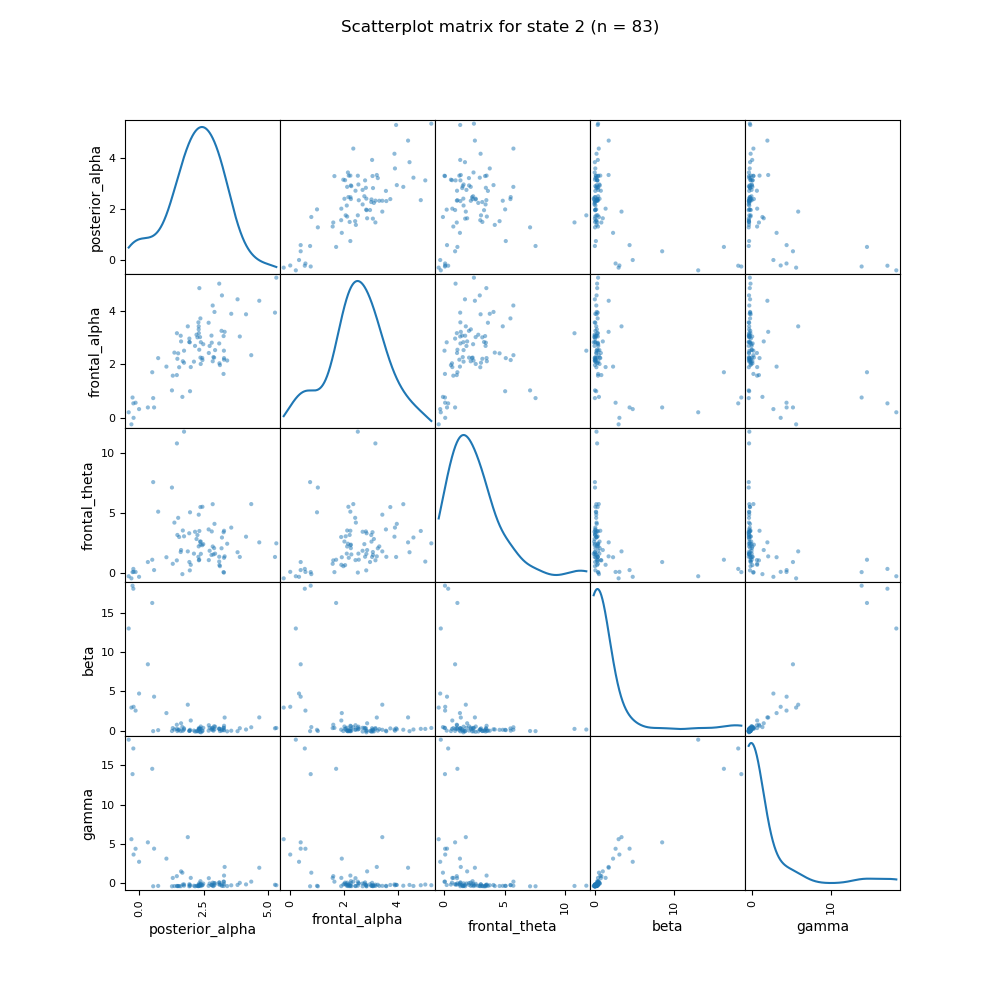 Scatterplot matrix for state 2 (n = 83)
posterior_alpha
4
2
0
frontal_alpha
4
2
0
frontal_theta
10
5
0
beta
15
10
5
0
gamma
15
10
5
0
0.0 2.5 5.0 0 2 4 0 5 10 0 10 0 10
posterior_alpha frontal_alpha frontal_theta beta gamma